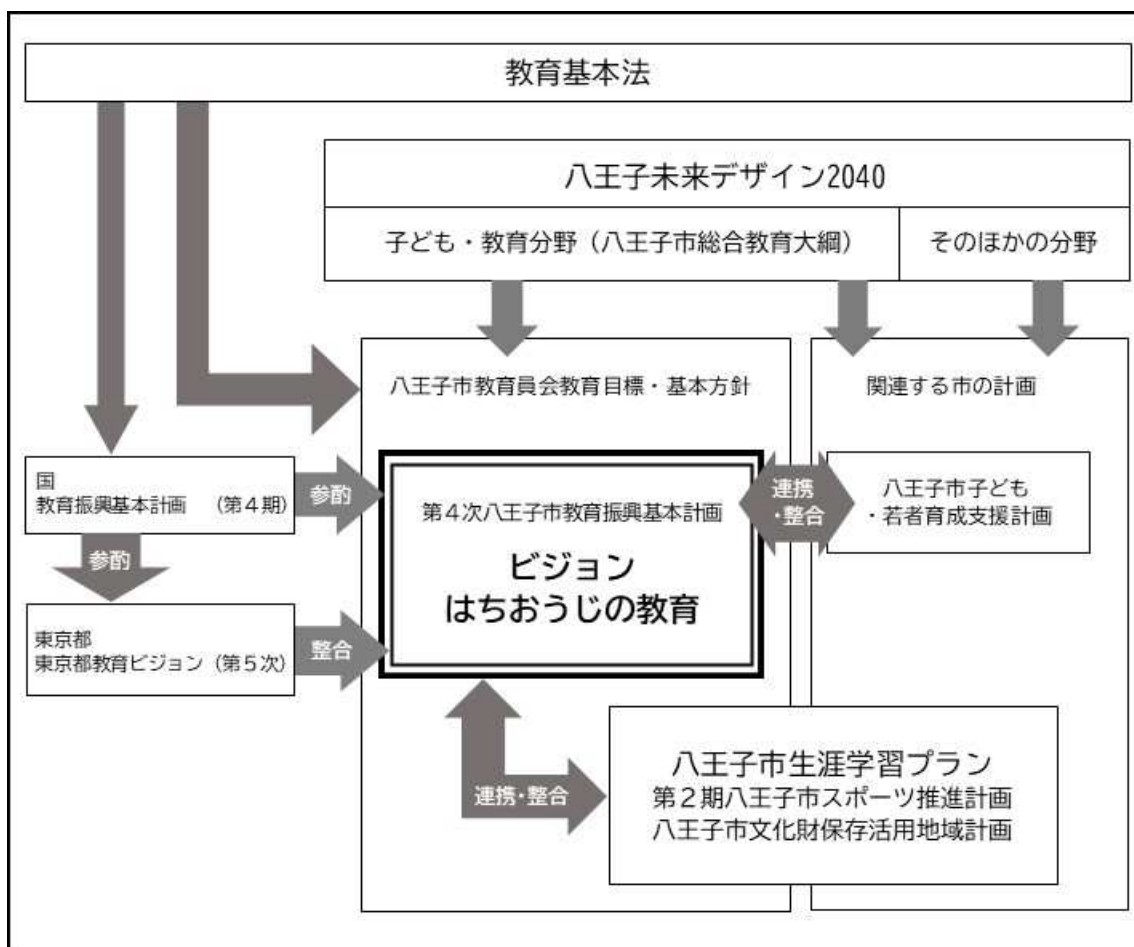 教育基本法
八王子未来デザイン2040
子ども・教育分野（八王子市総合教育大綱）
そのほかの分野
八王子市教育員会教育目標・基本方針
関連する市の計画
国
教育振興基本計画　（第４期）
参酌
第４次八王子市教育振興基本計画
ビジョン
はちおうじの教育
連携
・整合
八王子市子ども
・若者育成支援計画
参酌
東京都
東京都教育ビジョン（第５次）
整合
連携・整合
八王子市生涯学習プラン
第２期八王子市スポーツ推進計画
八王子市文化財保存活用地域計画